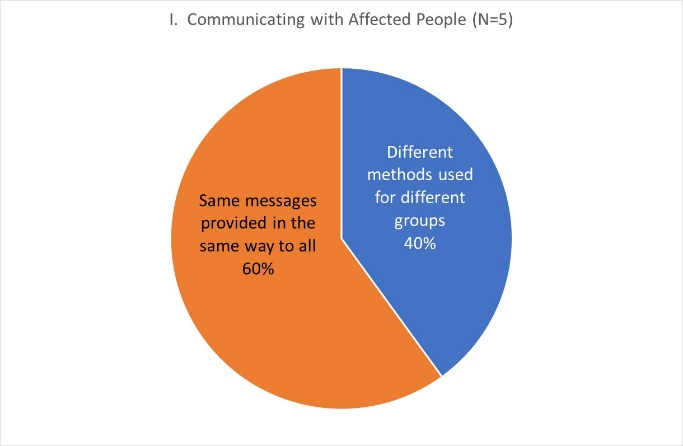 I. Communicating with Affected People (N=5)
Different
methods used
for different
groups
40%
Same messages
provided in the
same way to all
60%